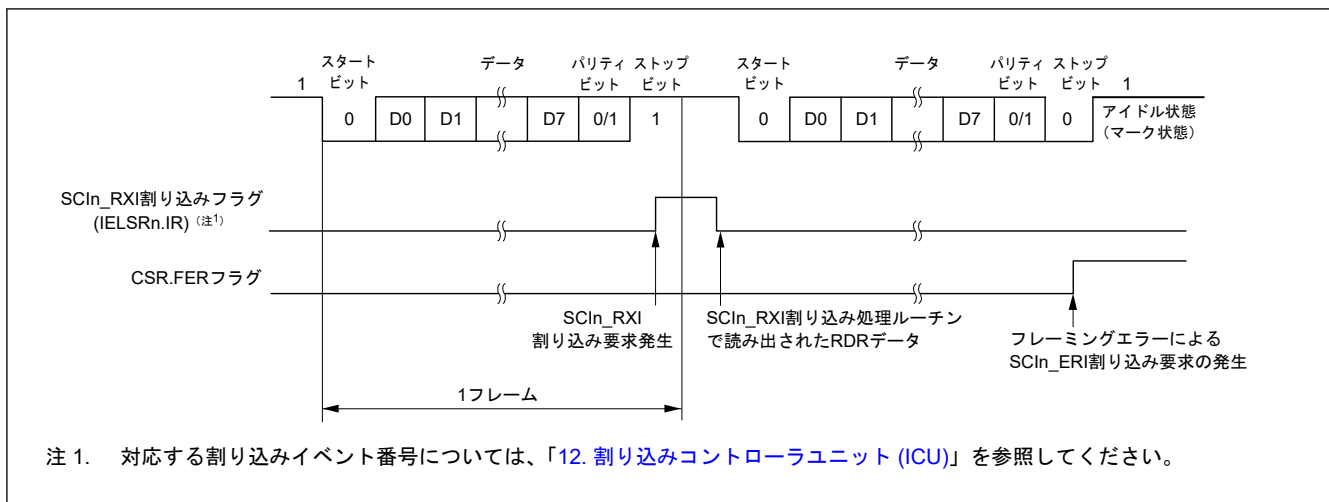 スタート
ビット
データ
パリティ
ビット
ストップ
ビット
スタート
ビット
データ
パリティ
ビット
ストップ
ビット
1
1
0 D0 D1 D7 0/1 1
0 D0 D1 D7 0/1 0
アイドル状態
(マーク状態)
SCIn_RXI割り込みフラグ
(IELSRn.IR)（注1）
CSR.FERフラグ
SCIn_RXI
割り込み要求発生
SCIn_RXI割り込み処理ルーチン
で読み出されたRDRデータ
フレーミングエラーによる
SCIn_ERI割り込み要求の発生
1フレーム
注 1. 対応する割り込みイベント番号については、「12. 割り込みコントローラユニット (ICU)」を参照してください。